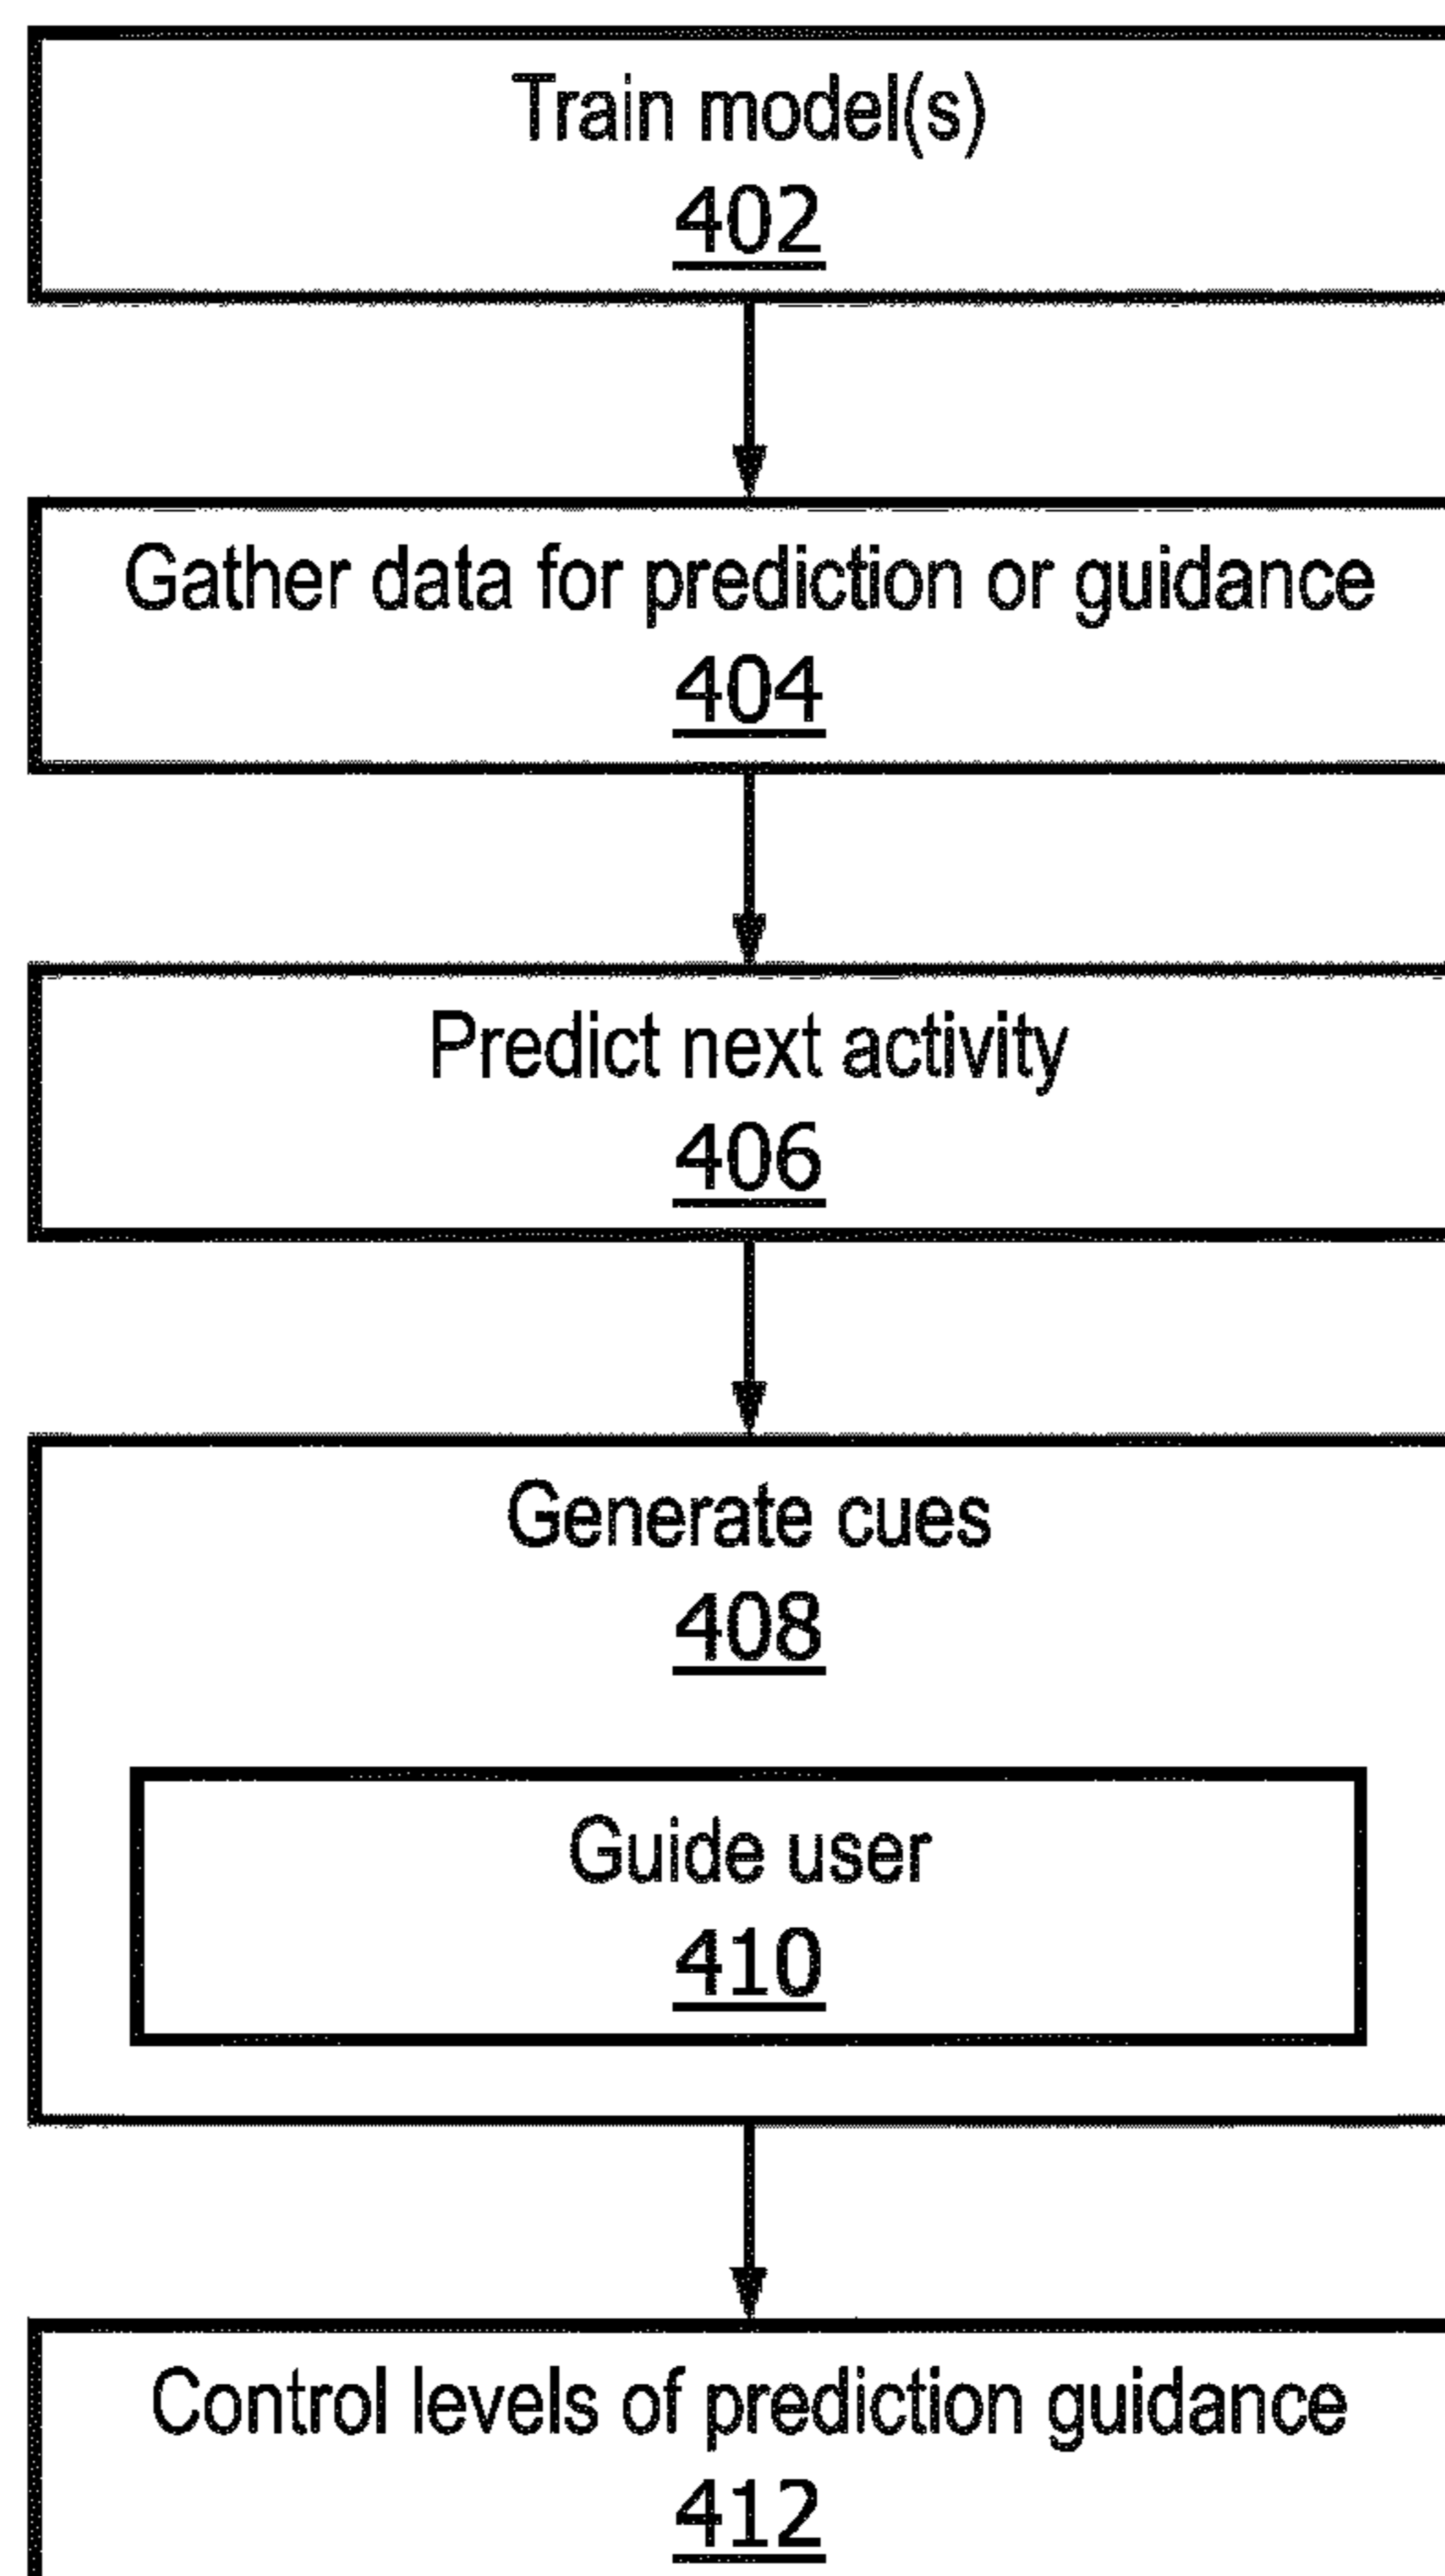 Train model(s)
402
Gather data for prediction or guidance
404
Predict next activity
406
Generate cues
408
Guide user
410
Control levels of prediction guidance
412